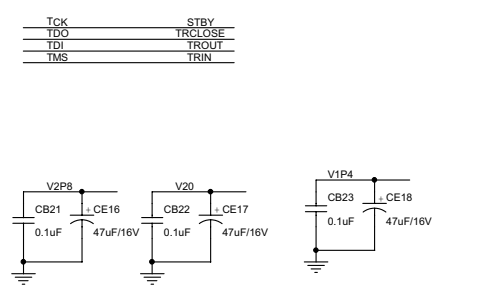 TCK STBY
TDO TRCLOSE
TDI TROUT
TMS TRIN
V2P8 V20 V1P4
CB21 + CE16 CB22 + CE17 CB23 + CE18
0.1uF 47uF/16V 0.1uF 47uF/16V 0.1uF 47uF/16V